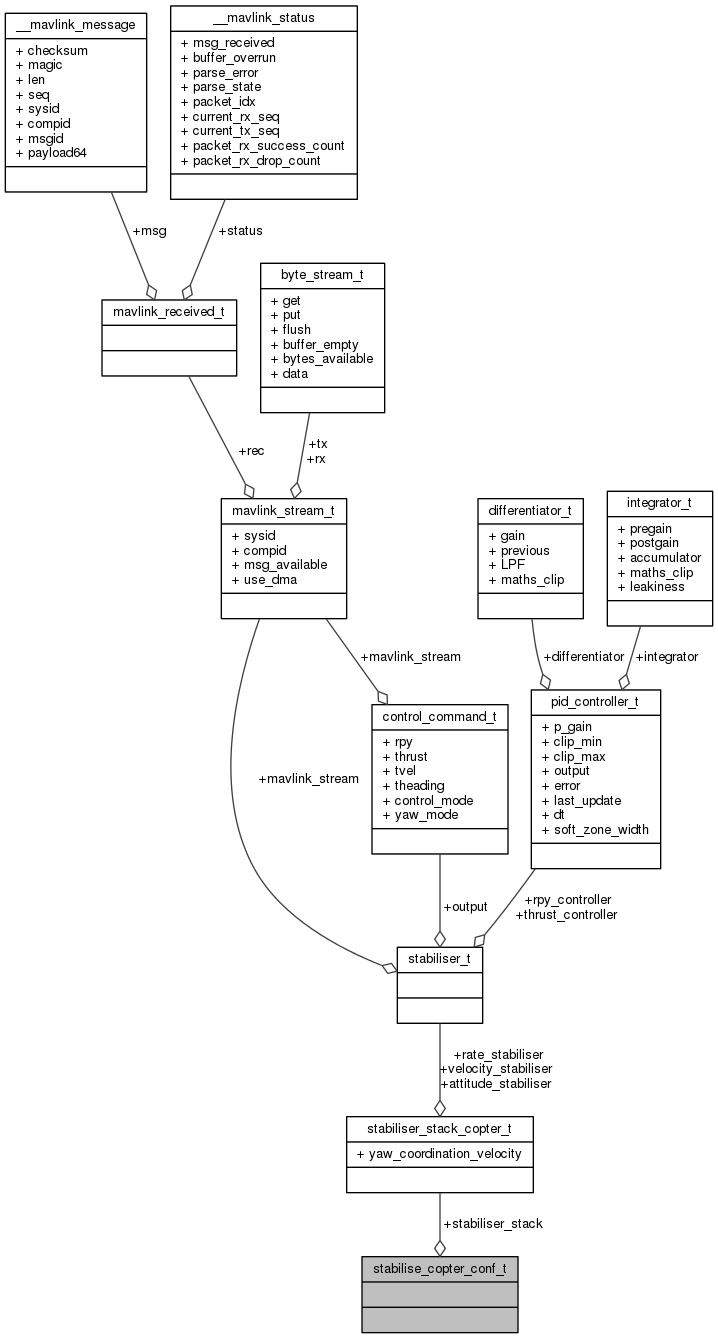 __mavlink_message
+ checksum
+ magic
+ len
+ seq
+ sysid
+ compid
+ msgid
+ payload64
__mavlink_status
+ msg_received
+ buffer_overrun
+ parse_error
+ parse_state
+ packet_idx
+ current_rx_seq
+ current_tx_seq
+ packet_rx_success_count
+ packet_rx_drop_count
+msg
+status
mavlink_received_t
byte_stream_t
+ get
+ put
+ flush
+ buffer_empty
+ bytes_available
+ data
+rec
+tx
+rx
mavlink_stream_t
+ sysid
+ compid
+ msg_available
+ use_dma
differentiator_t
+ gain
+ previous
+ LPF
+ maths_clip
integrator_t
+ pregain
+ postgain
+ accumulator
+ maths_clip
+ leakiness
+mavlink_stream
+differentiator
+integrator
+mavlink_stream
control_command_t
+ rpy
+ thrust
+ tvel
+ theading
+ control_mode
+ yaw_mode
pid_controller_t
+ p_gain
+ clip_min
+ clip_max
+ output
+ error
+ last_update
+ dt
+ soft_zone_width
+output
+rpy_controller
+thrust_controller
stabiliser_t
+rate_stabiliser
+velocity_stabiliser
+attitude_stabiliser
stabiliser_stack_copter_t
+ yaw_coordination_velocity
+stabiliser_stack
stabilise_copter_conf_t